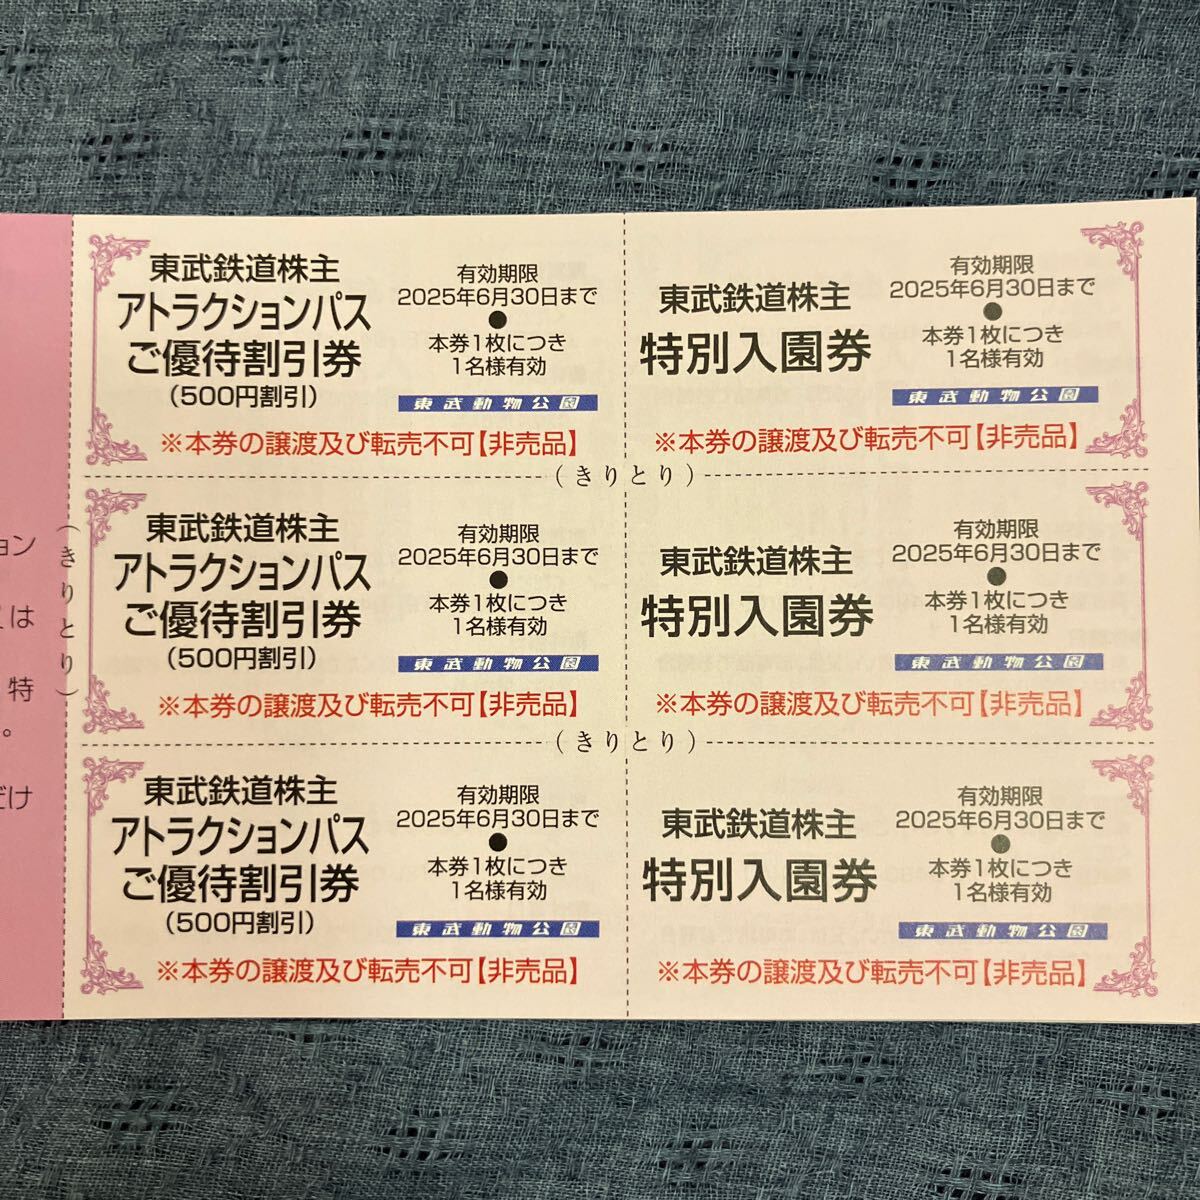 東武鉄道株主
アトラクションパス
ご優待割引券
(500円割引)
有効期限
2025年6月30日まで
●
本券1枚につき
1名様有効
東武動物公園
※本券の譲渡及び転売不可【非売品】
東武鉄道株主
特別入園券
有効期限
2025年6月30日まで
●
本券1枚につき
1名様有効
東武動物公園
※本券の譲渡及び転売不可【非売品】
(きりとり)
東武鉄道株主
アトラクションパス
ご優待割引券
(500円割引)
有効期限
2025年6月30日まで
●
本券1枚につき
1名様有効
東武動物公園
※本券の譲渡及び転売不可【非売品】
東武鉄道株主
特別入園券
有効期限
2025年6月30日まで
●
本券1枚につき
1名様有効
東武動物公園
※本券の譲渡及び転売不可【非売品】
(きりとり)
東武鉄道株主
アトラクションパス
ご優待割引券
(500円割引)
有効期限
2025年6月30日まで
●
本券1枚につき
1名様有効
東武動物公園
※本券の譲渡及び転売不可【非売品】
東武鉄道株主
特別入園券
有効期限
2025年6月30日まで
●
本券1枚につき
1名様有効
東武動物公園
※本券の譲渡及び転売不可【非売品】
(きりとり)
ョン
は
特
。
だけ